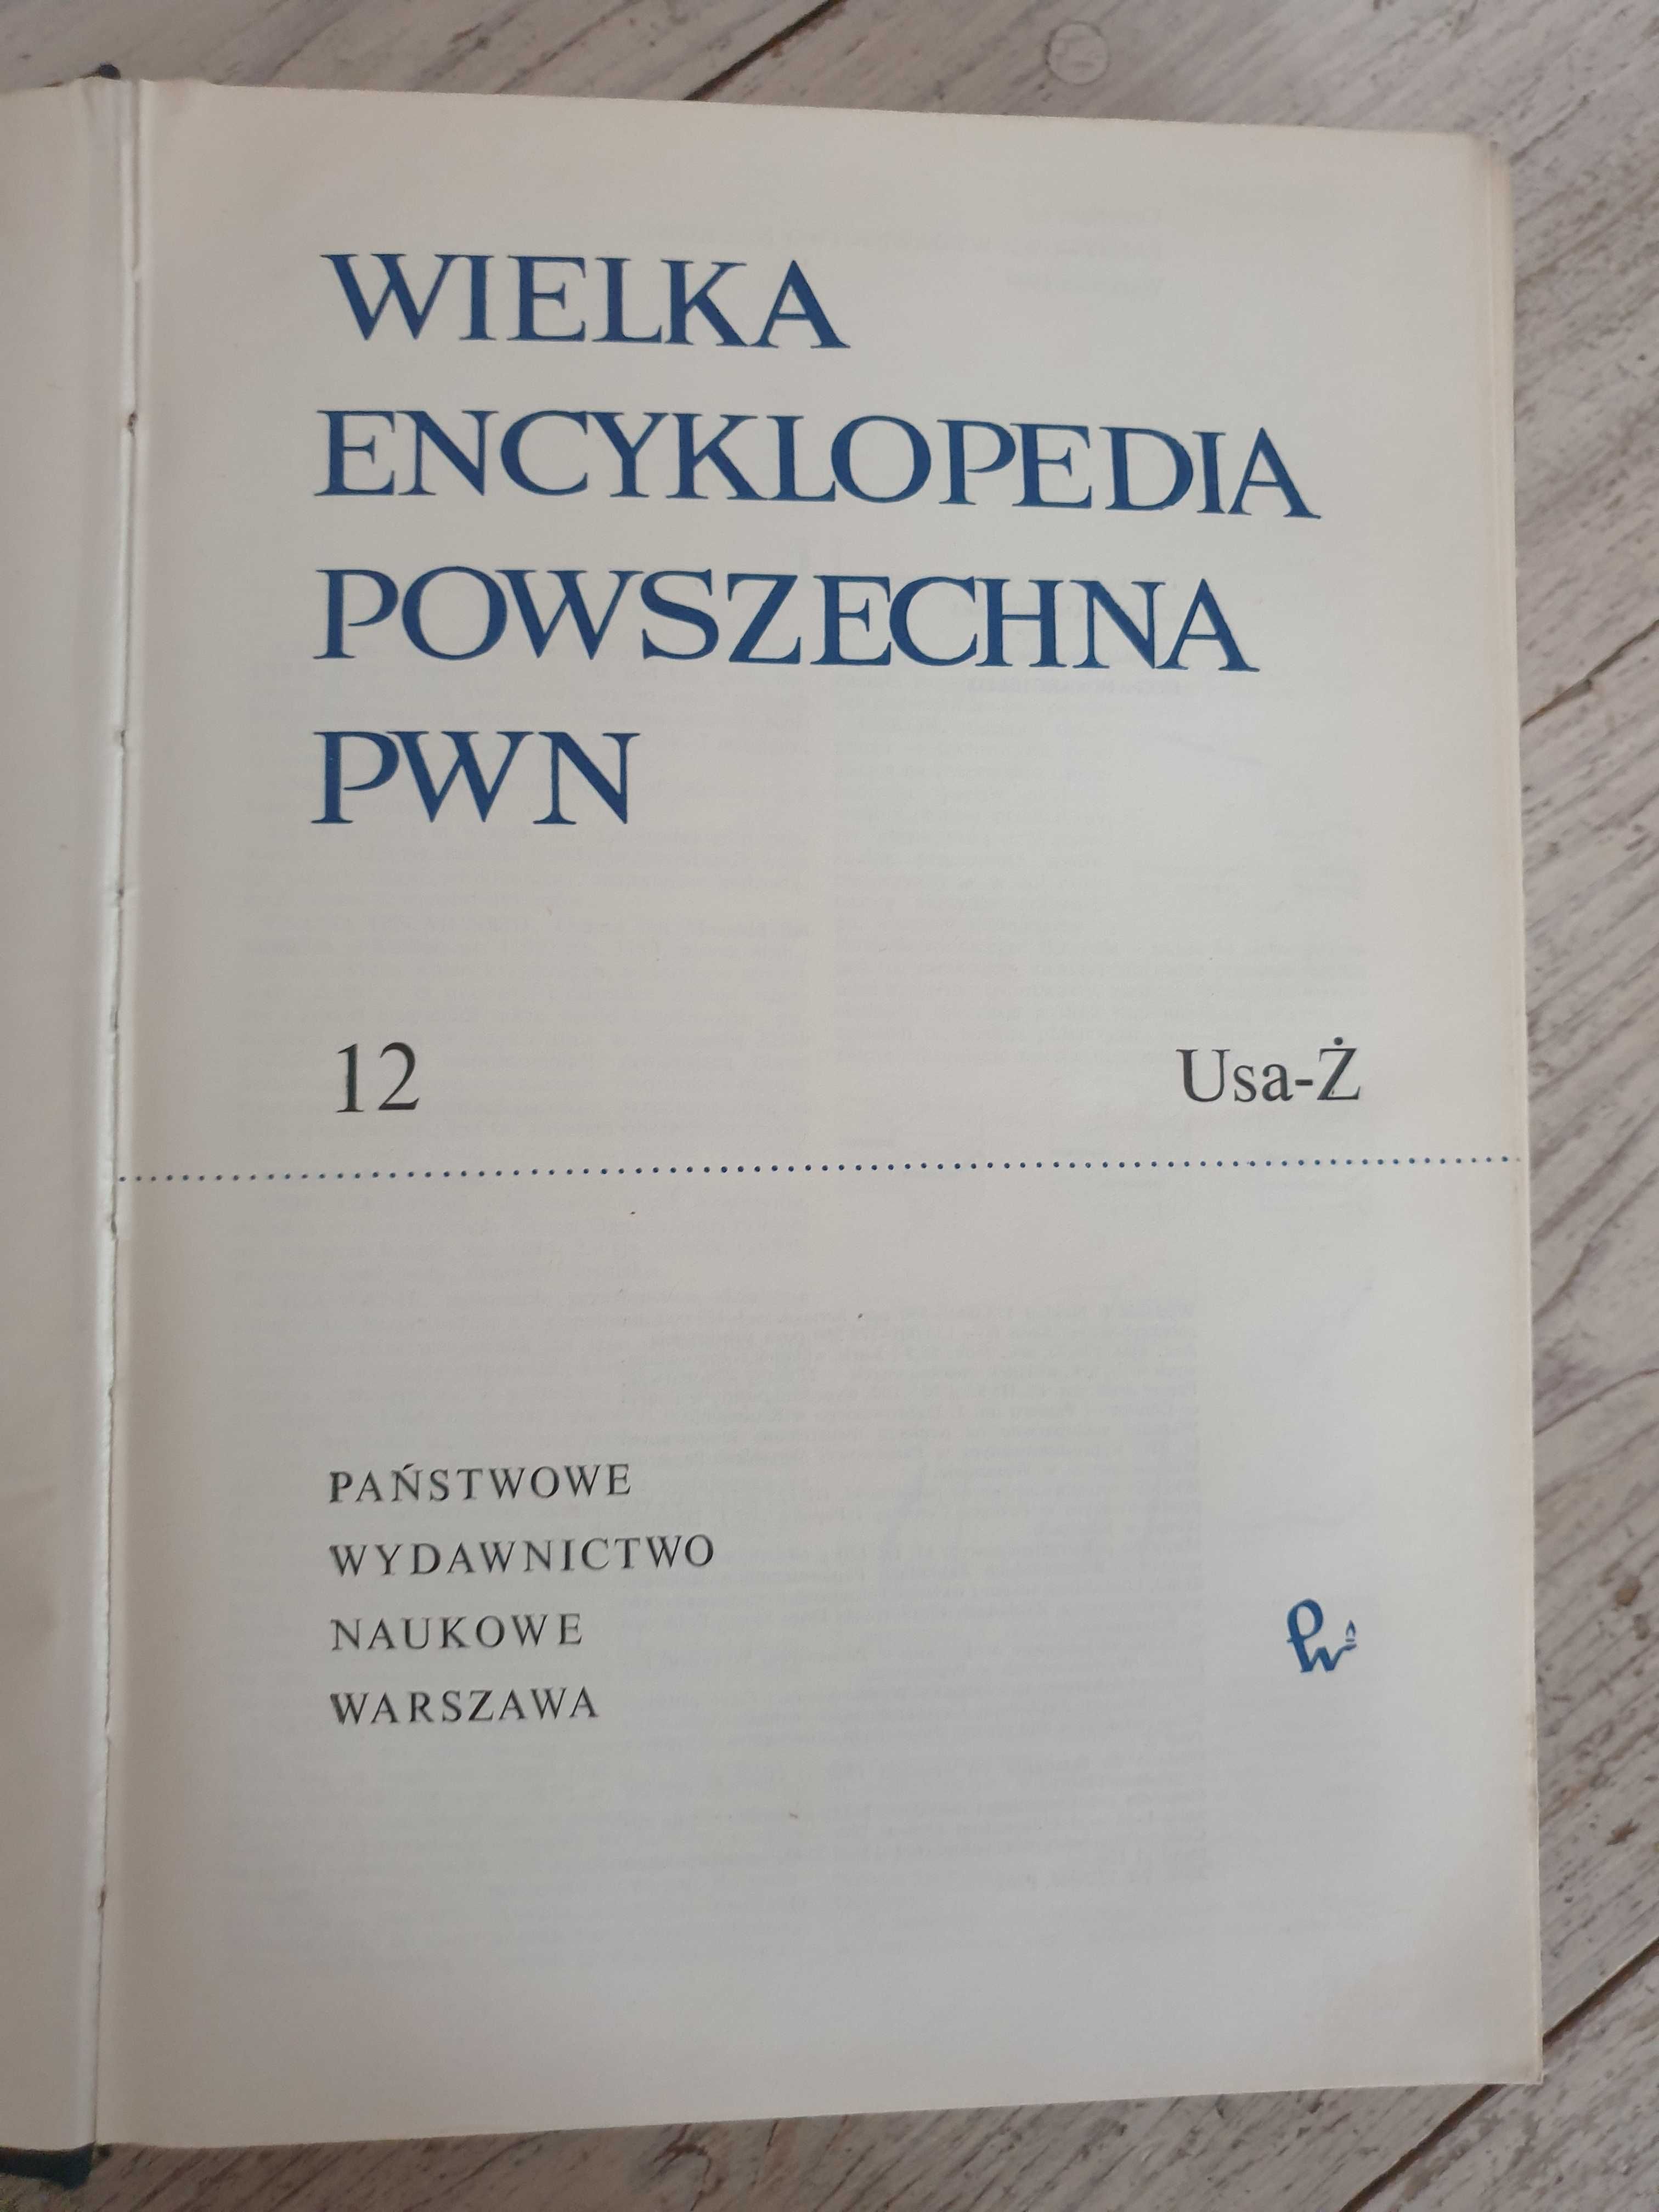 WIELKA
ENCYKLOPEDIA
POWSZECHNA
PWN
12 Usa-Ż
PAŃSTWOWE
WYDAWNICTWO
NAUKOWE
WARSZAWA